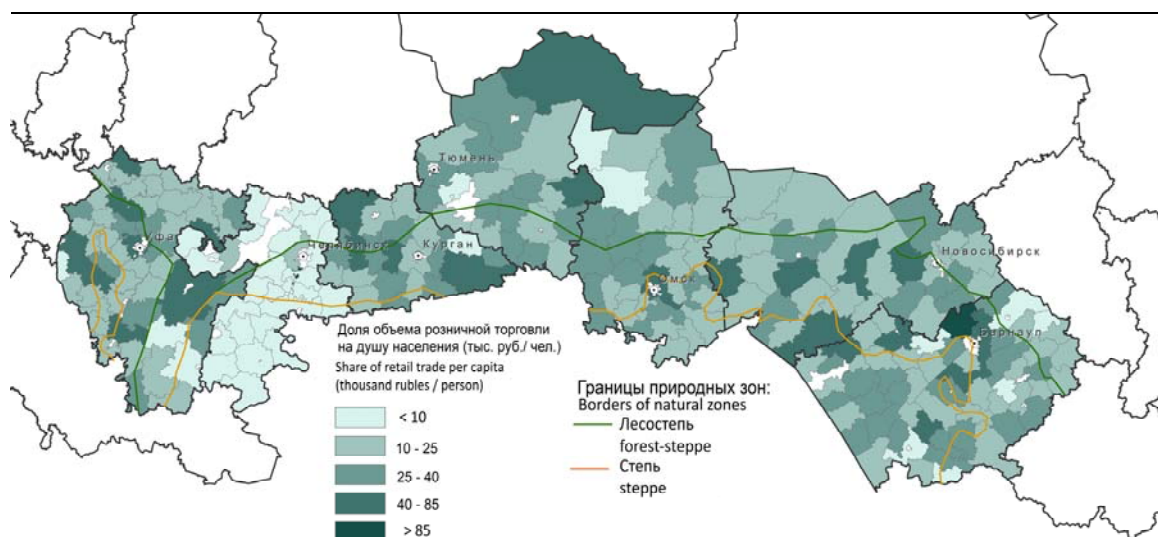 Тюмень
Уфа
Челябинск
Курган
Омск
Новосибирск
Барнаул
Доля объема розничной торговли
на душу населения (тыс. руб./ чел.)
Share of retail trade per capita
(thousand rubles / person)
< 10
10 - 25
25 - 40
40 - 85
> 85
Границы природных зон:
Borders of natural zones
Лесостепь
forest-steppe
Степь
steppe